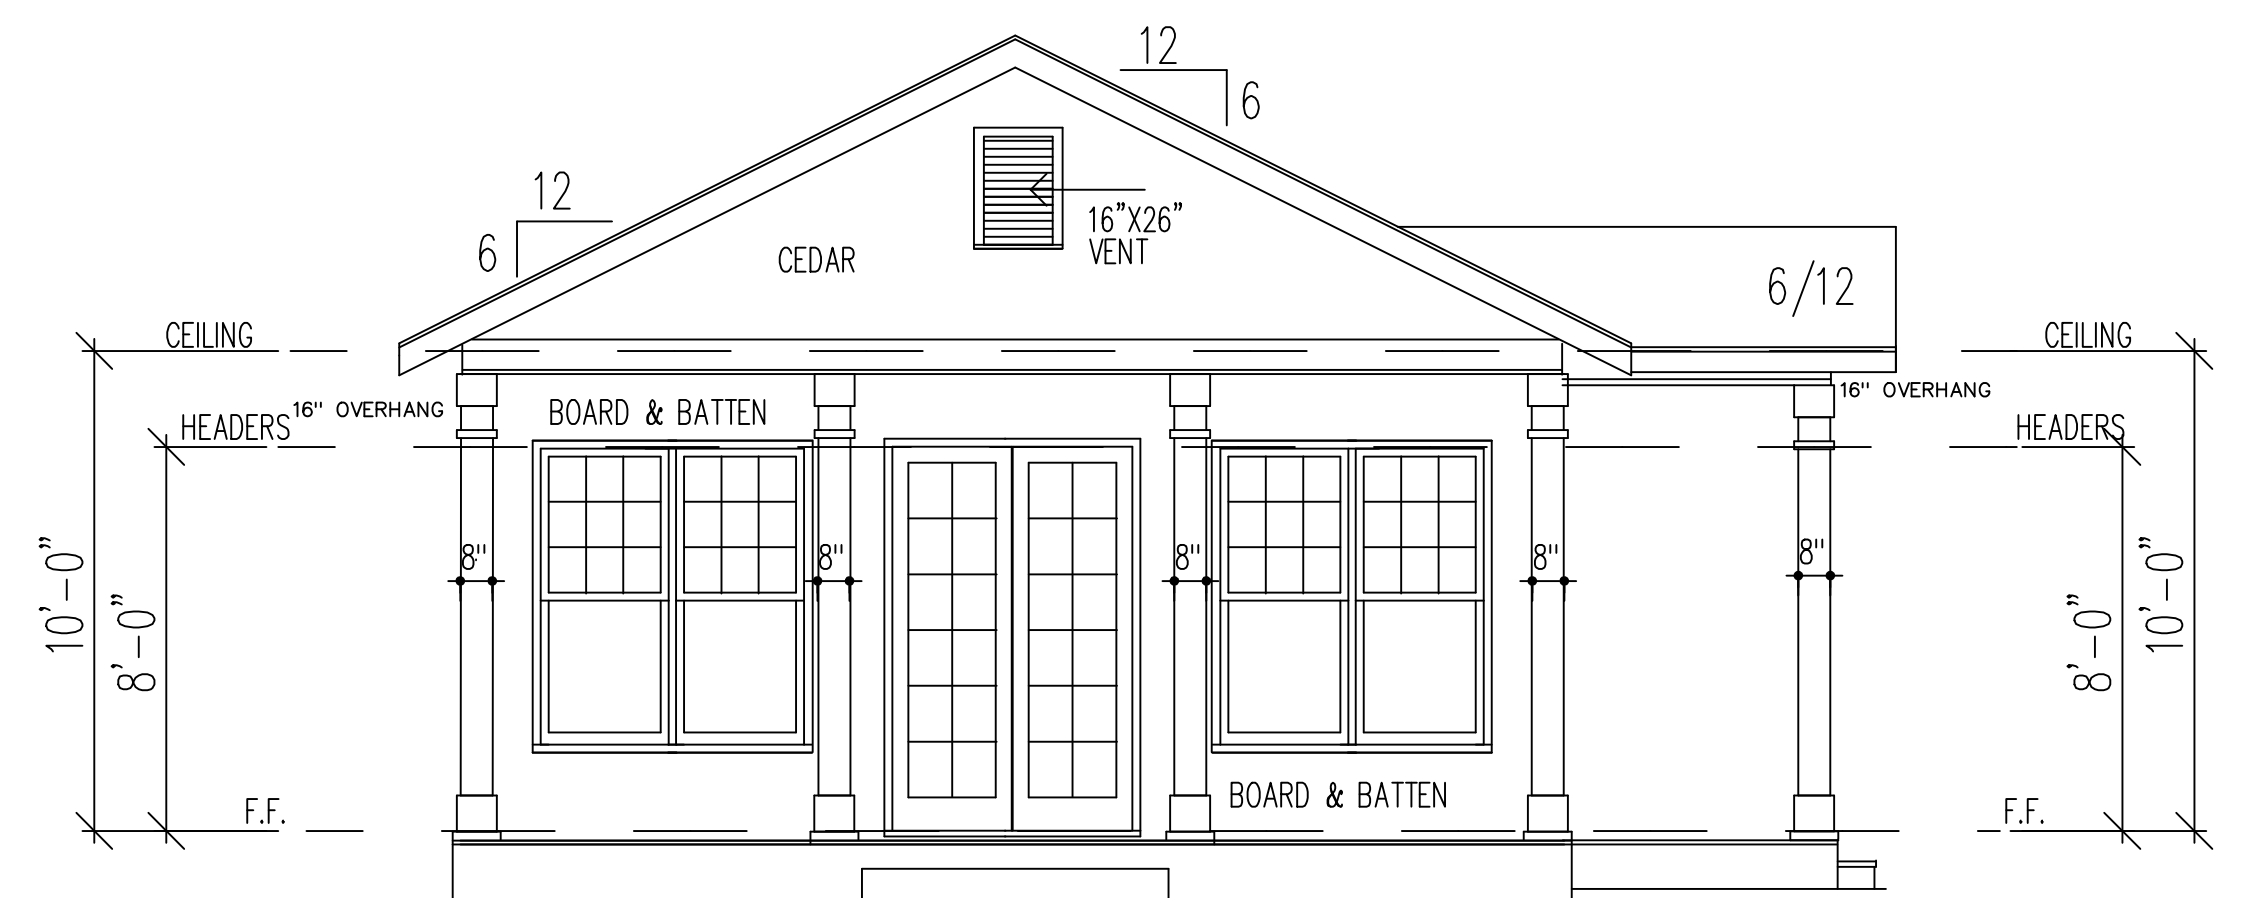 12
6
12
6
16"X26"
VENT
CEDAR
6/12
CEILING
CEILING
16" OVERHANG
16" OVERHANG
HEADERS
BOARD & BATTEN
HEADERS
8"
8"
8"
8"
8"
10'-0"
8'-0"
8'-0"
10'-0"
BOARD & BATTEN
F.F.
F.F.